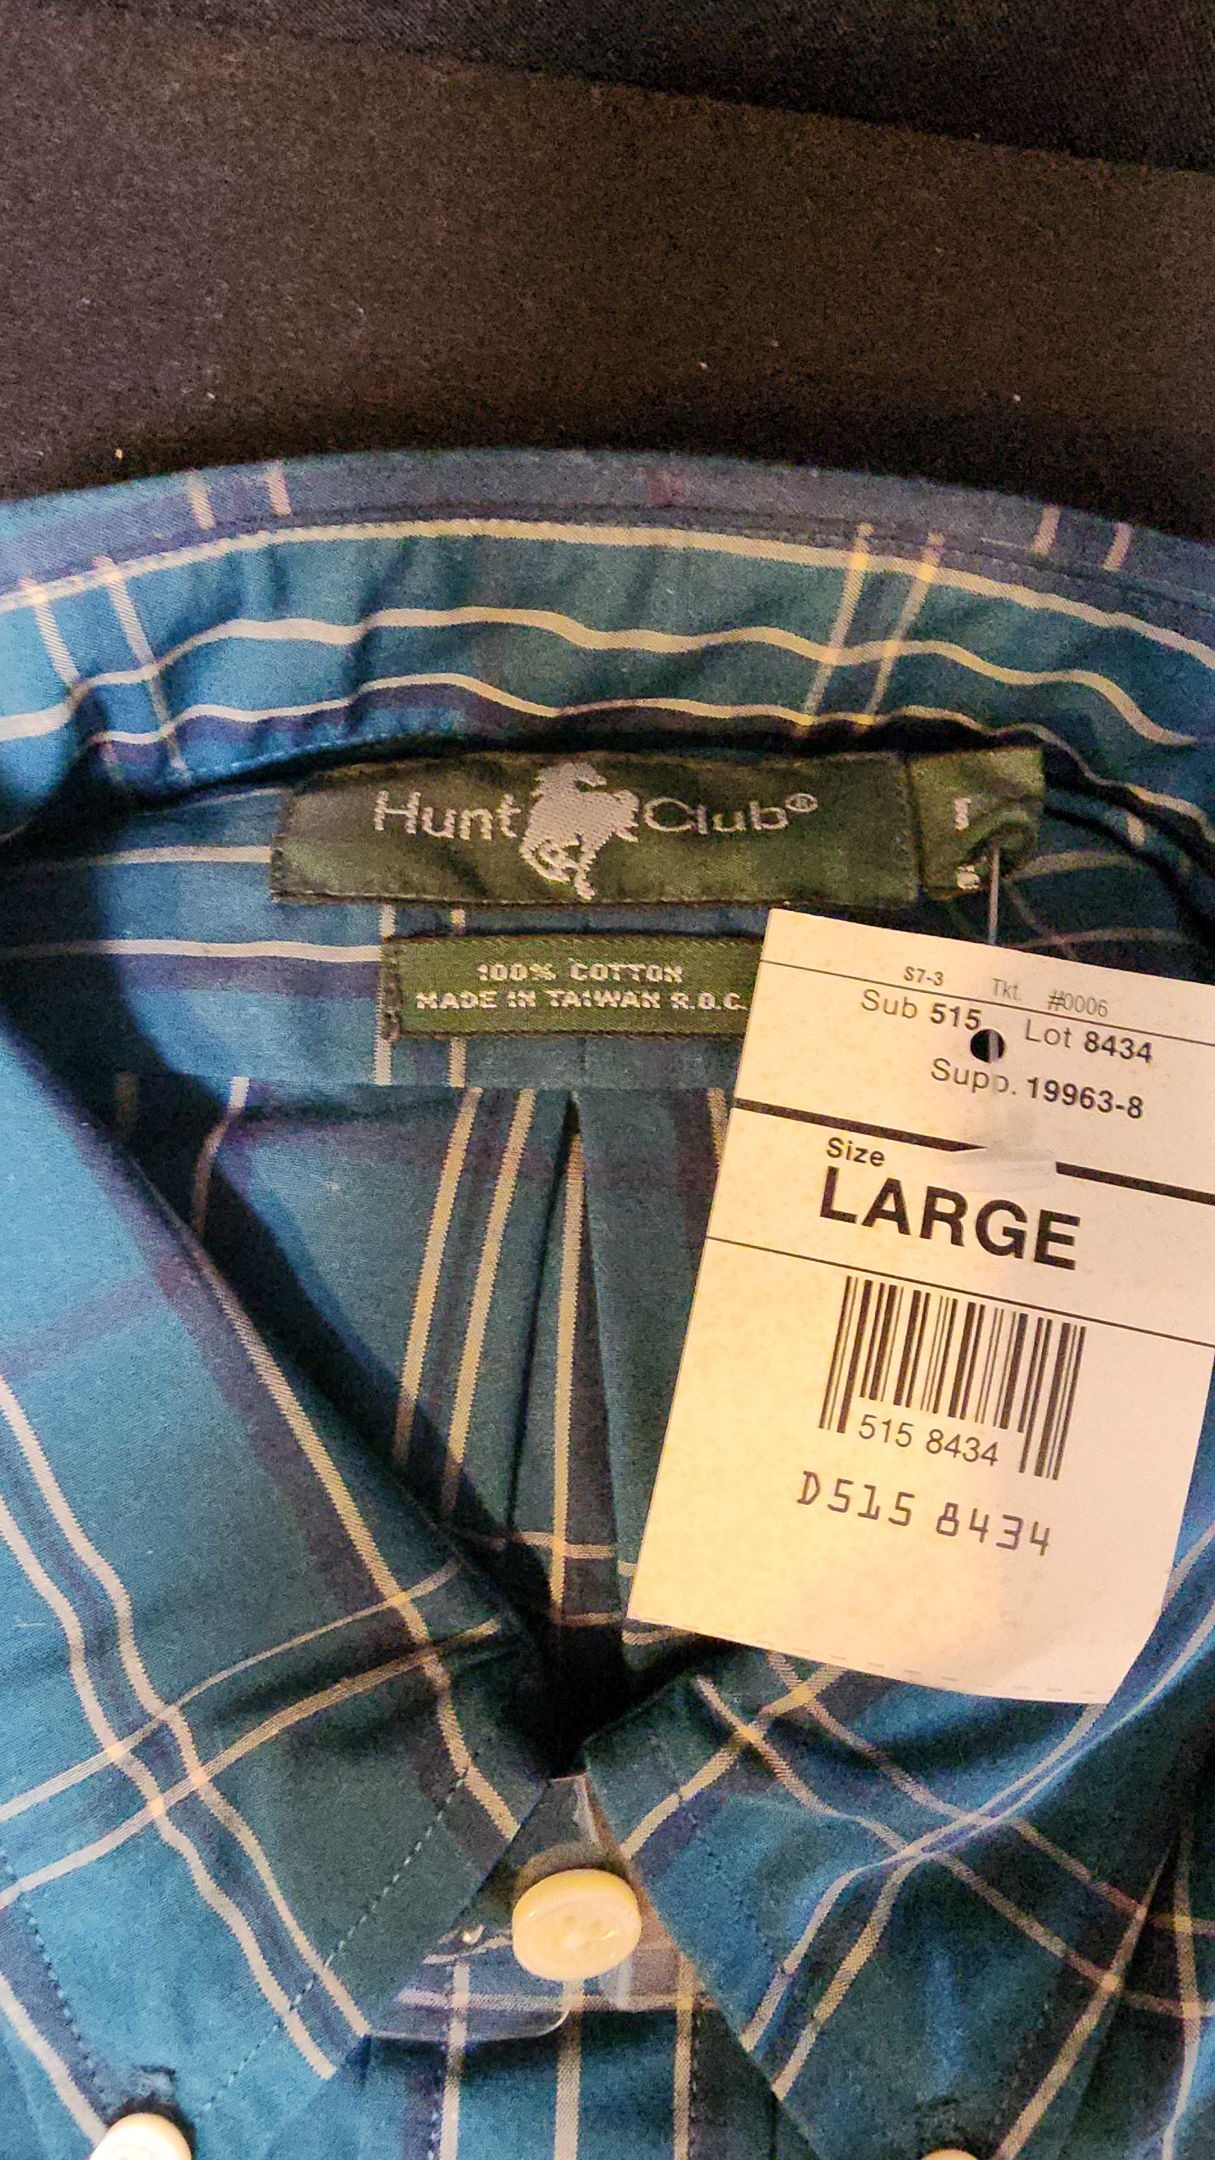 Hunt Club®
100% COTTON
MADE IN TAIWAN R.O.C.
S7-3 Tkt. #0006
Sub 515 Lot 8434
Supp. 19963-8
Size
LARGE
515 8434
D515 8434